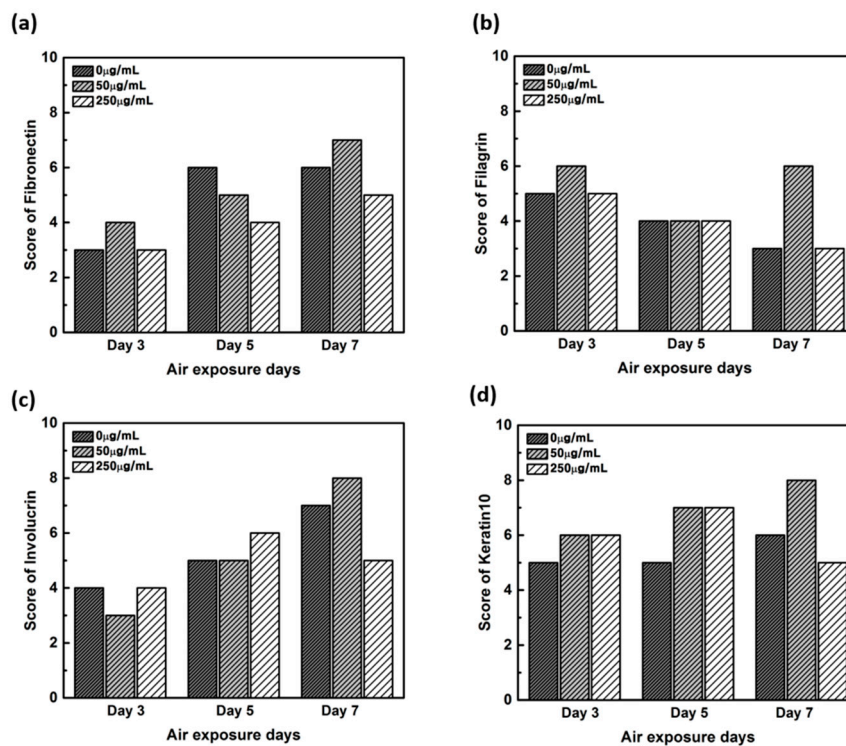 (a)
10
8
6
4
2
0
Score of Fibronectin
0μg/mL
50μg/mL
250μg/mL
Day 3
Day 5
Day 7
Air exposure days
(b)
10
8
6
4
2
0
Score of Filagrin
0μg/mL
50μg/mL
250μg/mL
Day 3
Day 5
Day 7
Air exposure days
(c)
10
8
6
4
2
0
Score of Involucrin
0μg/mL
50μg/mL
250μg/mL
Day 3
Day 5
Day 7
Air exposure days
(d)
10
8
6
4
2
0
Score of Keratin10
0μg/mL
50μg/mL
250μg/mL
Day 3
Day 5
Day 7
Air exposure days